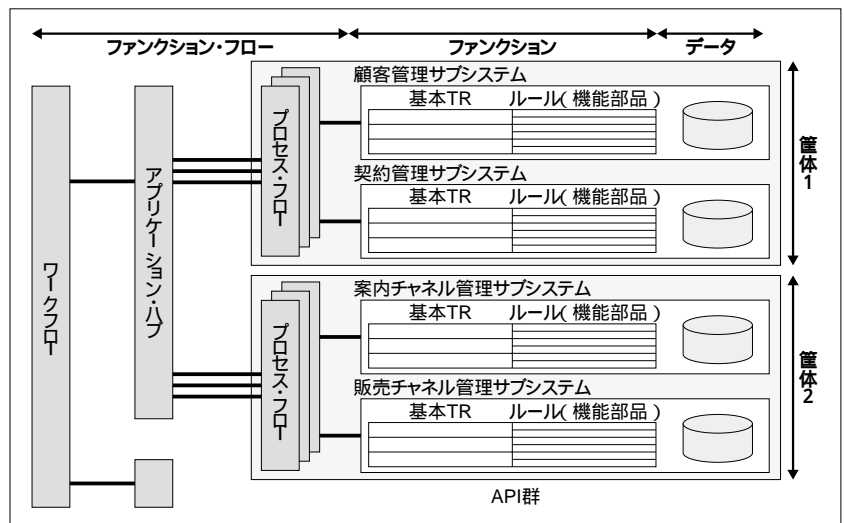 ファンクション・フロー ファンクション データ
顧客管理サブシステム
基本TR ルール(機能部品)
契約管理サブシステム
基本TR ルール(機能部品)
プロセス・フロー
筐体1
案内チャネル管理サブシステム
基本TR ルール(機能部品)
販売チャネル管理サブシステム
基本TR ルール(機能部品)
プロセス・フロー
筐体2
ワークフロー
アプリケーション・ハブ
API群